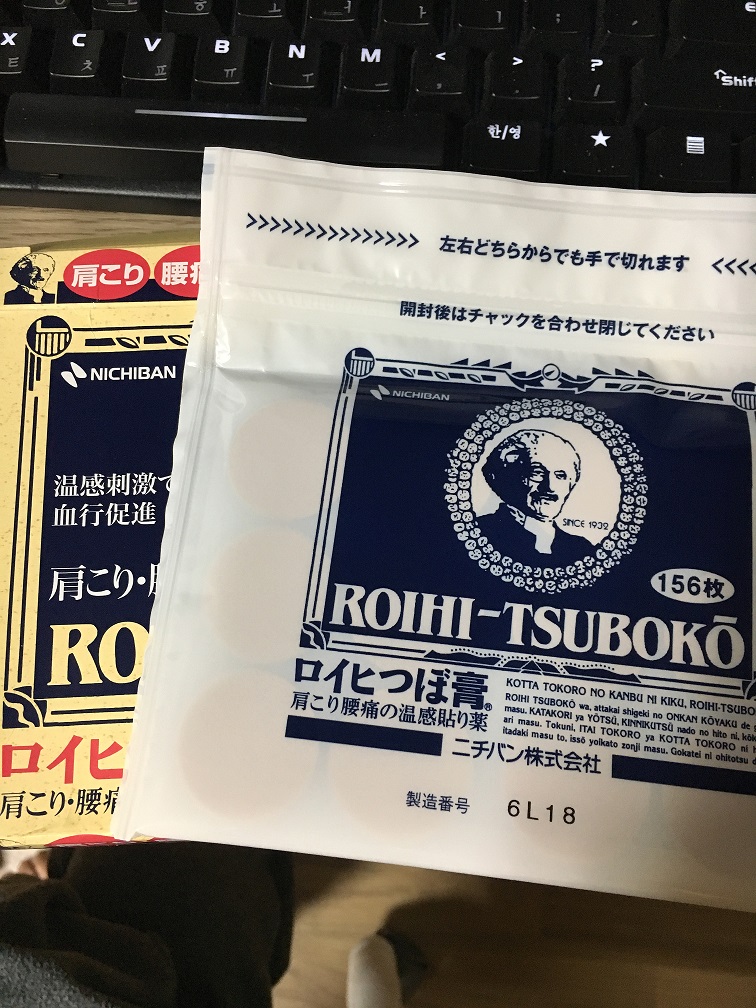 X C V B N M < > ? Shift
ㅌ ㅊ ㅍ ㅠ ㅜ ㅡ , . /
한/영
左右どちらからでも手で切れます
開封後はチャックを合わせ閉じてください
NICHIBAN
SINCE 1932
156枚
ROIHI-TSUBOKŌ
ロイヒつぼ膏®
肩こり腰痛の温感貼り薬
ニチバン株式会社
KOTTA TOKORO NO KANBU NI KIKU, ROIHI-TSUBO
ROIHI TSUBOKŌ wa, attakai shigeki no ONKAN KŌYAKU de
masu. KATAKORI ya YŌTSŪ, KINNIKUTSŪ nado no hito ni,
ari masu. Tokuni, ITAI TOKORO ya KOTTA TOKORO ni
itadaki masu to, issō yoikato zonji masu. Gokatei ni ohitotsu
製造番号 6L18
肩こり 腰痛
NICHIBAN
温感刺激で
血行促進
肩こり・
RO
ロイヒ
肩こり・腰痛